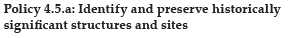 Policy 4.5.a: Identify and preserve historically
significant structures and sites